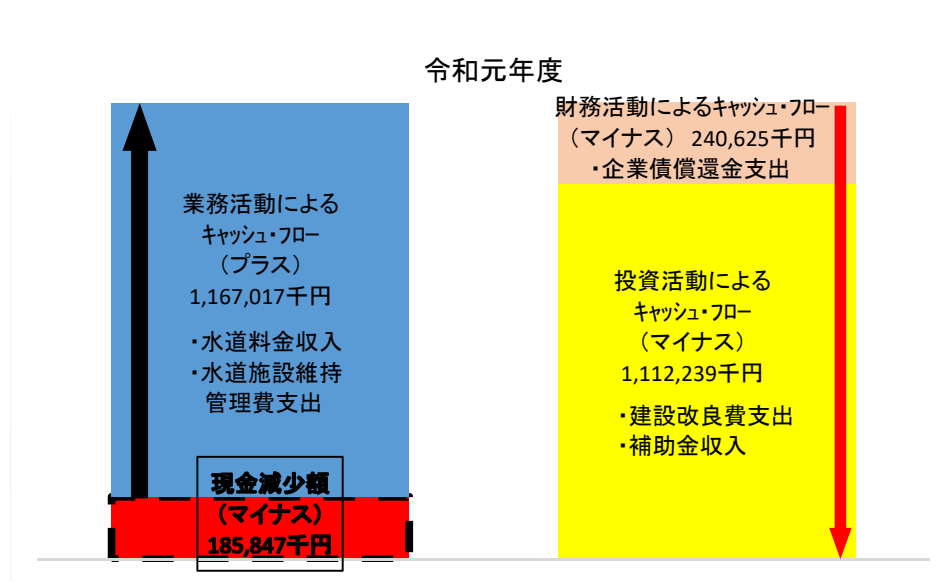 令和元年度
業務活動による
ｷｬｯｼｭ・ﾌﾛｰ
（プラス）
1,167,017千円
・水道料金収入
・水道施設維持
管理費支出
現金減少額
（マイナス）
185,847千円
財務活動によるｷｬｯｼｭ・ﾌﾛｰ
（マイナス） 240,625千円
・企業債償還金支出
投資活動による
ｷｬｯｼｭ・ﾌﾛｰ
（マイナス）
1,112,239千円
・建設改良費支出
・補助金収入